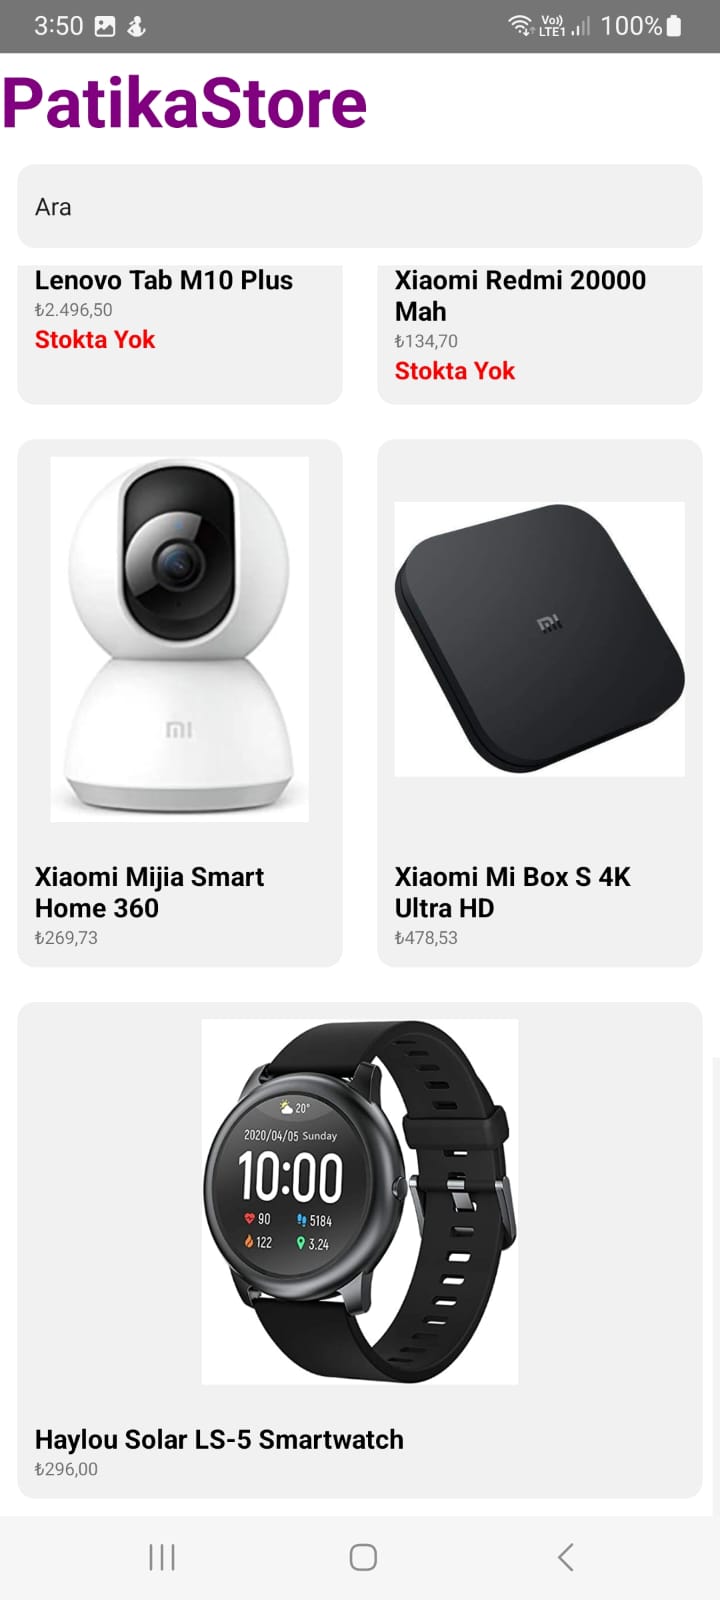 3:50 Vo) LTE1 100%
PatikaStore
Ara
Lenovo Tab M10 Plus
₺2.496,50
Stokta Yok
Xiaomi Redmi 20000
Mah
₺134,70
Stokta Yok
mi
Xiaomi Mijia Smart
Home 360
₺269,73
mi
Xiaomi Mi Box S 4K
Ultra HD
₺478,53
20°
2020/04/05 Sunday
10:00
90 5184
122 3.24
Haylou Solar LS-5 Smartwatch
₺296,00